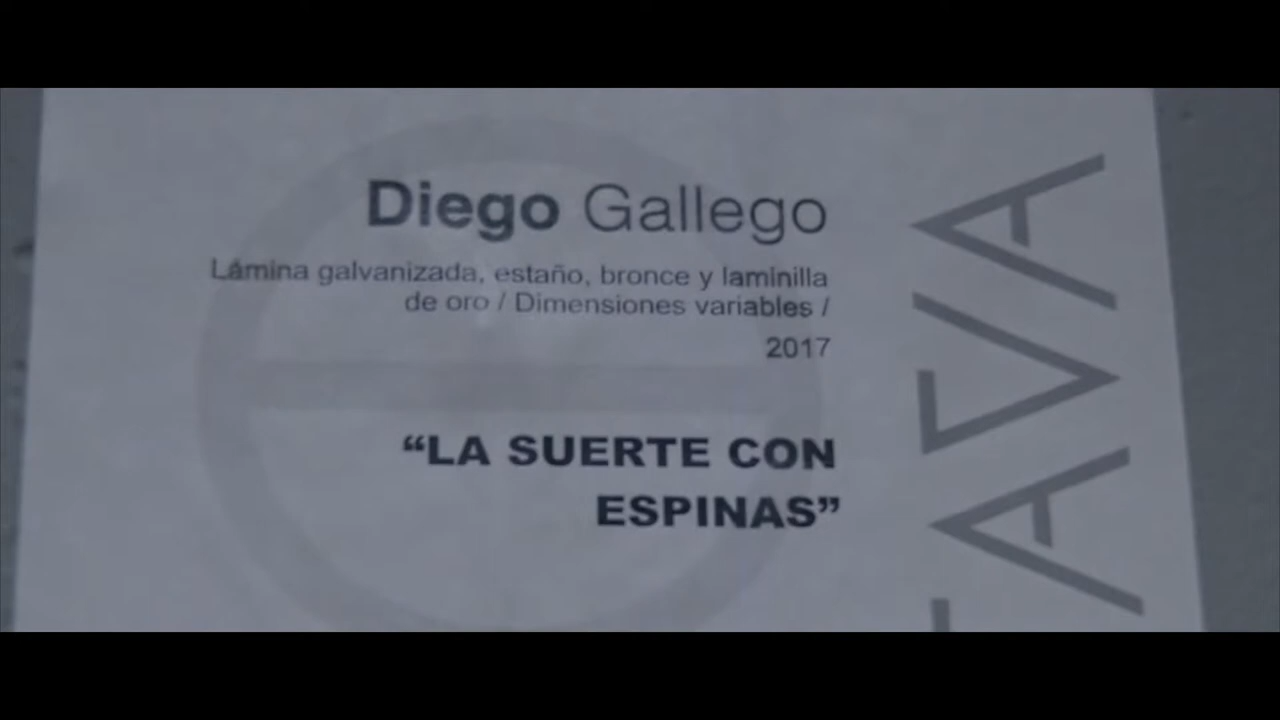 Diego Gallego
Lámina galvanizada, estaño, bronce y laminilla
de oro / Dimensiones variables /
2017
“LA SUERTE CON
ESPINAS”